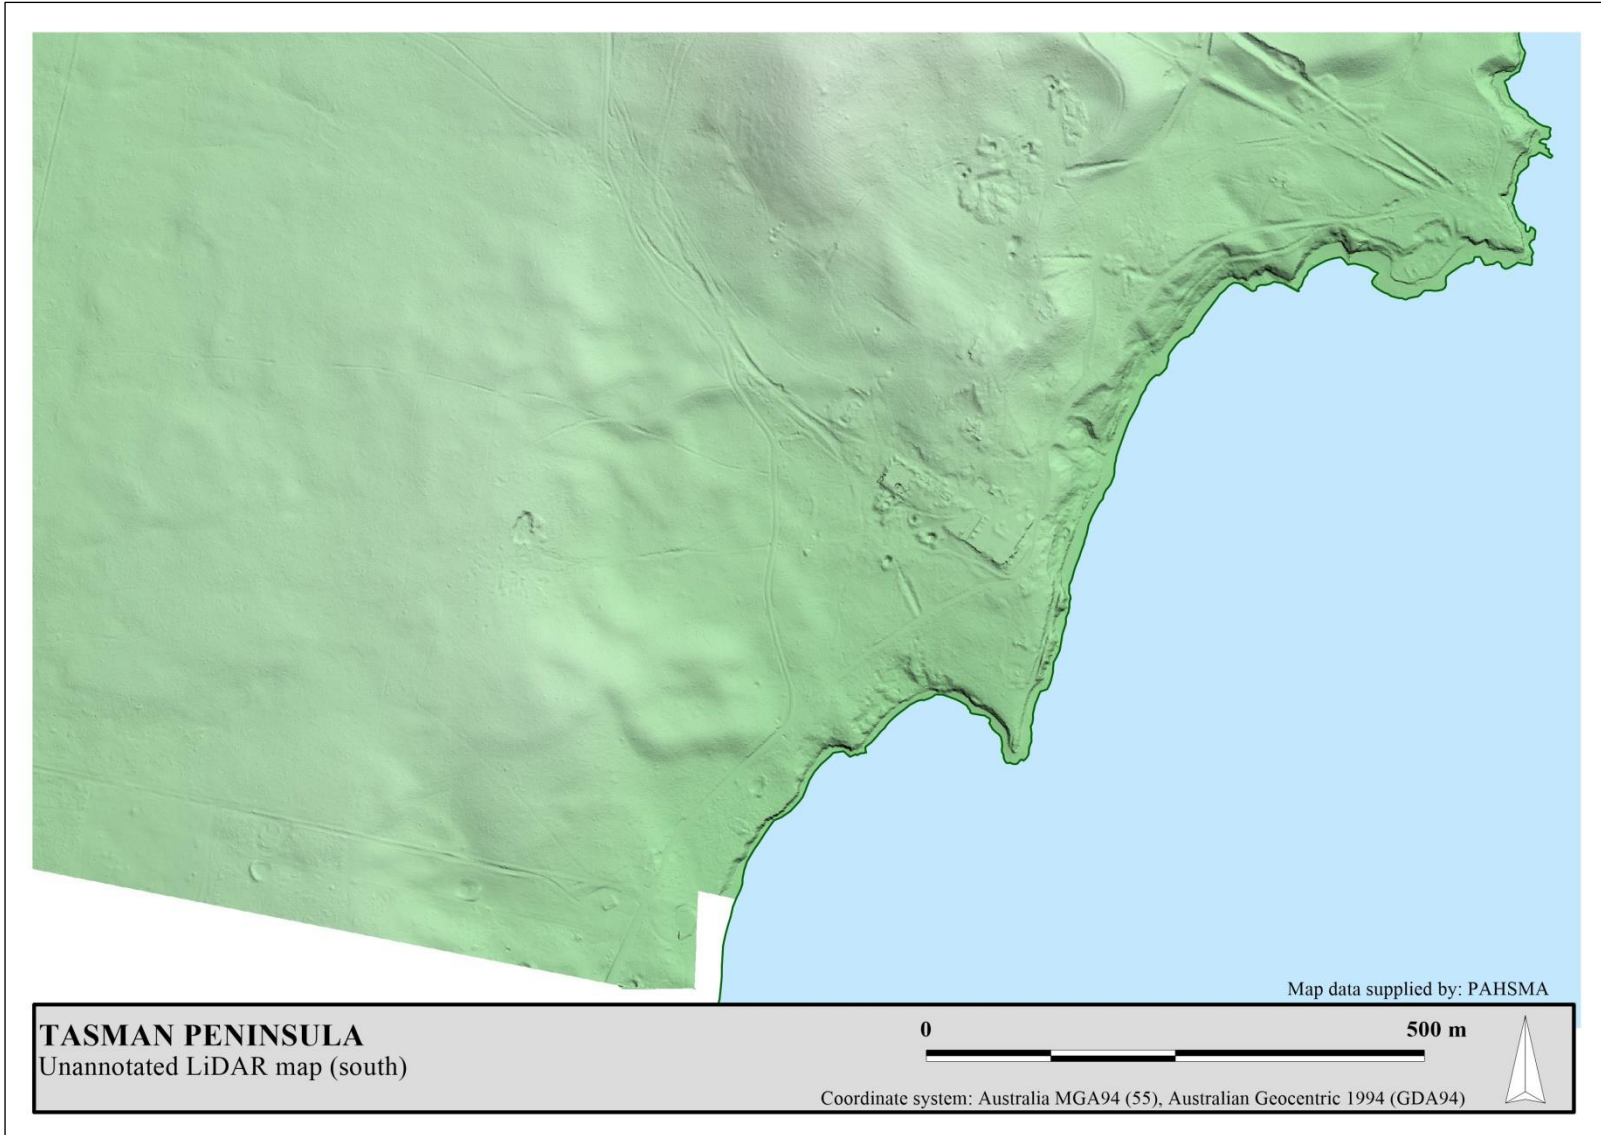 Map data supplied by: PAHSMA
TASMAN PENINSULA
Unannotated LiDAR map (south)
0 500 m
Coordinate system: Australia MGA94 (55), Australian Geocentric 1994 (GDA94)